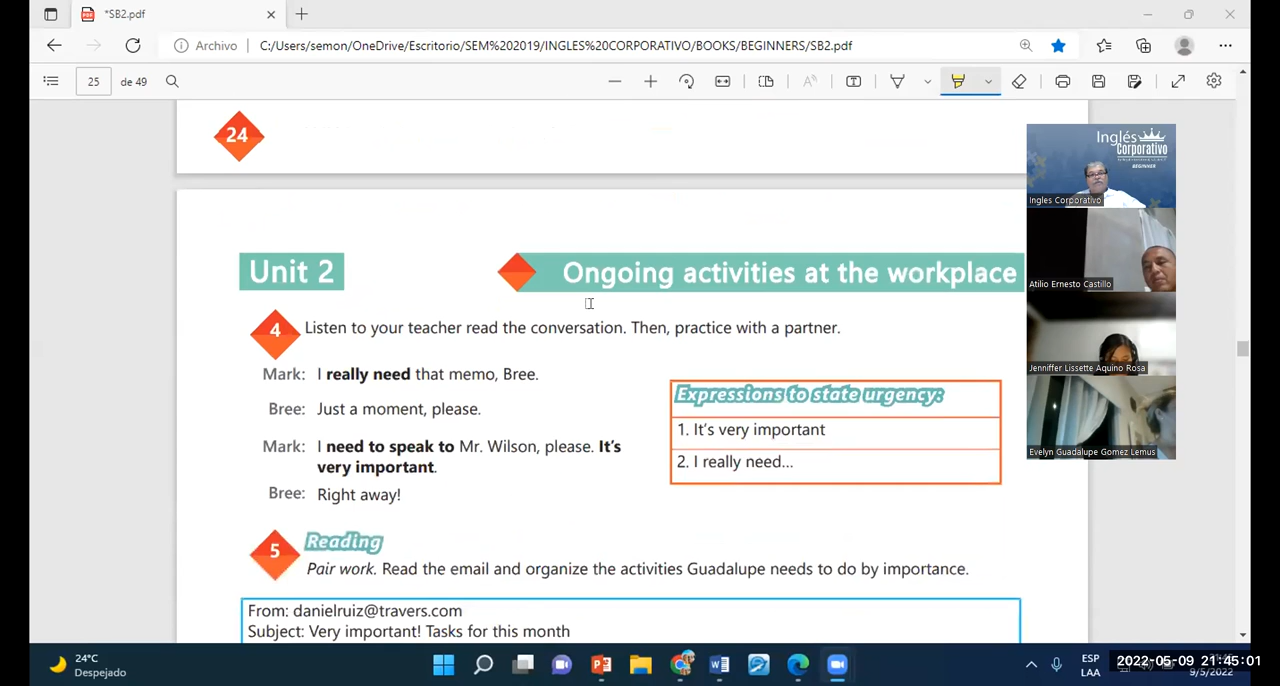 *SB2.pdf
Archivo
C:/Users/semon/OneDrive/Escritorio/SEM%202019/INGLES%20CORPORATIVO/BOOKS/BEGINNERS/SB2.pdf
25 de 49
24
Unit 2
Ongoing activities at the workplace
4 Listen to your teacher read the conversation. Then, practice with a partner.
Mark: I really need that memo, Bree.
Bree: Just a moment, please.
Mark: I need to speak to Mr. Wilson, please. It's
very important.
Bree: Right away!
Expressions to state urgency:
1. It's very important
2. I really need...
5 Reading
Pair work. Read the email and organize the activities Guadalupe needs to do by importance.
From: danielruiz@travers.com
Subject: Very important! Tasks for this month
Inglés
Corporativo
BEGINNER
Ingles Corporativo
Atilio Ernesto Castillo
Jenniffer Lissette Aquino Rosa
Evelyn Guadalupe Gomez Lemus
24°C
Despejado
ESP
LAA
2022-05-09 21:45:01
9/5/2022